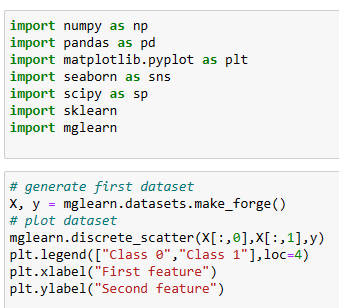 import numpy as np
import pandas as pd
import matplotlib.pyplot as plt
import seaborn as sns
import scipy as sp
import sklearn
import mglearn
# generate first dataset
X, y = mglearn.datasets.make_forge()
# plot dataset
mglearn.discrete_scatter(X[:,0],X[:,1],y)
plt.legend(["Class 0","Class 1"],loc=4)
plt.xlabel("First feature")
plt.ylabel("Second feature")